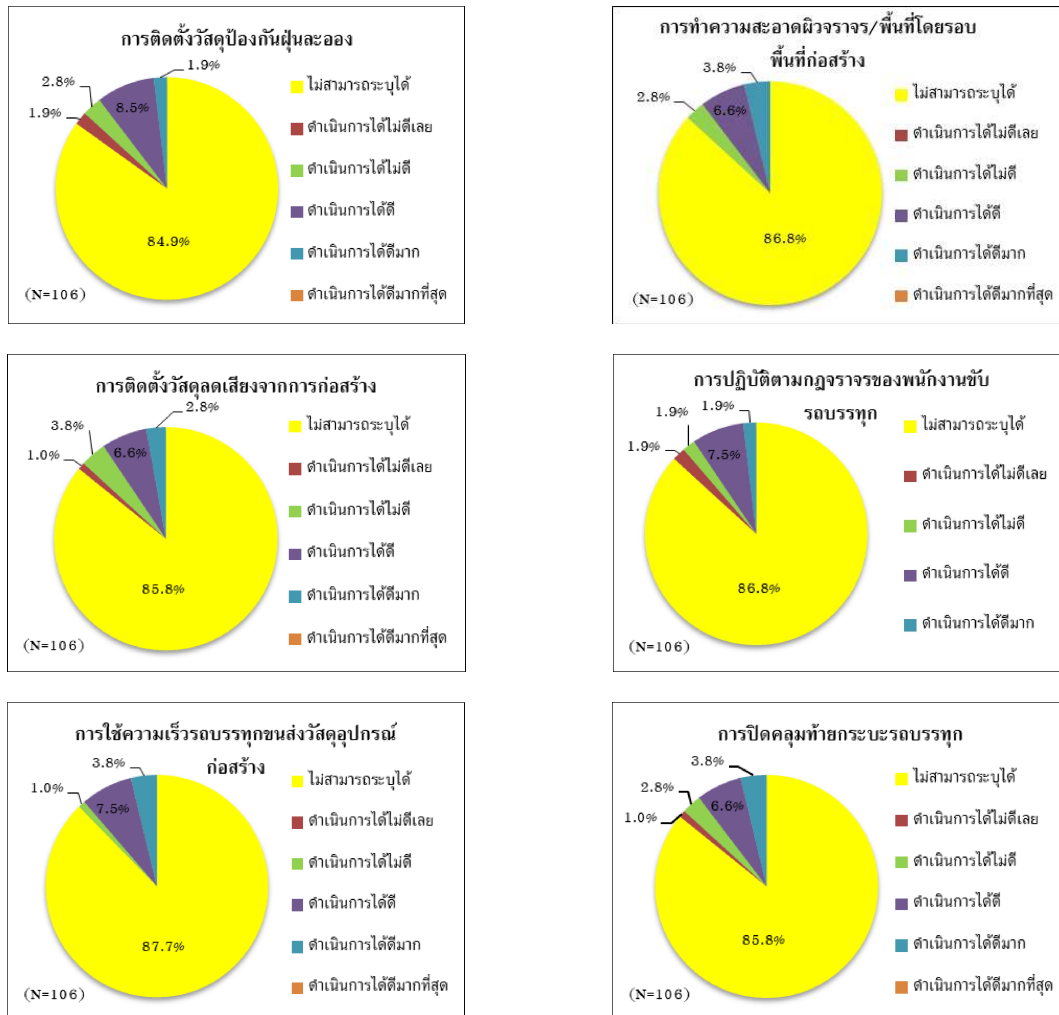 การติดตั้งวัสดุป้องกันฝุ่นละออง
1.9%
2.8%
8.5%
1.9%
84.9%
ไม่สามารถระบุได้
ดำเนินการได้ไม่ดีเลย
ดำเนินการได้ไม่ดี
ดำเนินการได้ดี
ดำเนินการได้ดีมาก
ดำเนินการได้ดีมากที่สุด
(N=106)
การทำความสะอาดผิวจราจร/พื้นที่โดยรอบ
พื้นที่ก่อสร้าง
3.8%
2.8%
6.6%
86.8%
ไม่สามารถระบุได้
ดำเนินการได้ไม่ดีเลย
ดำเนินการได้ไม่ดี
ดำเนินการได้ดี
ดำเนินการได้ดีมาก
ดำเนินการได้ดีมากที่สุด
(N=106)
การติดตั้งวัสดุลดเสียงจากการก่อสร้าง
2.8%
3.8%
6.6%
1.0%
85.8%
ไม่สามารถระบุได้
ดำเนินการได้ไม่ดีเลย
ดำเนินการได้ไม่ดี
ดำเนินการได้ดี
ดำเนินการได้ดีมาก
ดำเนินการได้ดีมากที่สุด
(N=106)
การปฏิบัติตามกฎจราจรของพนักงานขับ
รถบรรทุก
1.9%
1.9%
1.9%
7.5%
86.8%
ไม่สามารถระบุได้
ดำเนินการได้ไม่ดีเลย
ดำเนินการได้ไม่ดี
ดำเนินการได้ดี
ดำเนินการได้ดีมาก
(N=106)
การใช้ความเร็วรถบรรทุกขนส่งวัสดุอุปกรณ์
ก่อสร้าง
3.8%
1.0%
7.5%
87.7%
ไม่สามารถระบุได้
ดำเนินการได้ไม่ดีเลย
ดำเนินการได้ไม่ดี
ดำเนินการได้ดี
ดำเนินการได้ดีมาก
ดำเนินการได้ดีมากที่สุด
(N=106)
การปิดคลุมท้ายกระบะรถบรรทุก
3.8%
2.8%
6.6%
1.0%
85.8%
ไม่สามารถระบุได้
ดำเนินการได้ไม่ดีเลย
ดำเนินการได้ไม่ดี
ดำเนินการได้ดี
ดำเนินการได้ดีมาก
ดำเนินการได้ดีมากที่สุด
(N=106)